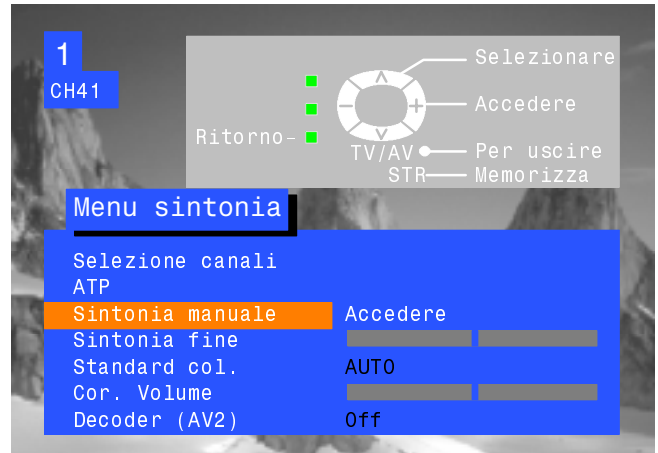 1
CH41
Selezionare
Accedere
Ritorno
TV/AV Per uscire
STR Memorizza
Menu sintonia
Selezione canali
ATP
Sintonia manuale Accedere
Sintonia fine
Standard col. AUTO
Cor. Volume
Decoder (AV2) Off